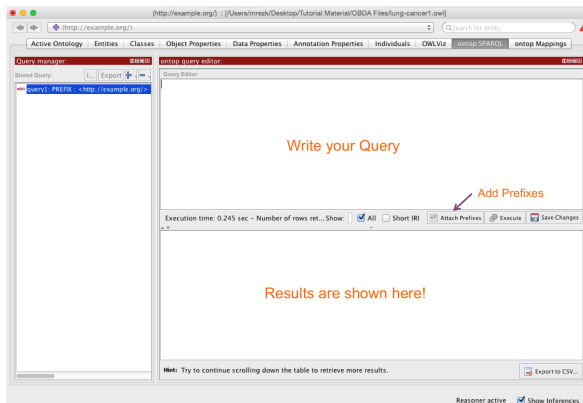 (http://example.org/) : [/Users/mrezk/Desktop/Tutorial Material/OBDA Files/lung-cancer1.owl]
(http://example.org/)
Search for entity
Active Ontology Entities Classes Object Properties Data Properties Annotation Properties Individuals OWLViz ontop SPARQL ontop Mappings
Query manager:
Stored Query: I... Export
query1: PREFIX : <http://example.org/>
ontop query editor:
Query Editor
Write your Query
Add Prefixes
Execution time: 0.245 sec - Number of rows ret... Show: All Short IRI Attach Prefixes Execute Save Changes
Results are shown here!
Hint: Try to continue scrolling down the table to retrieve more results.
Export to CSV...
Reasoner active Show Inferences